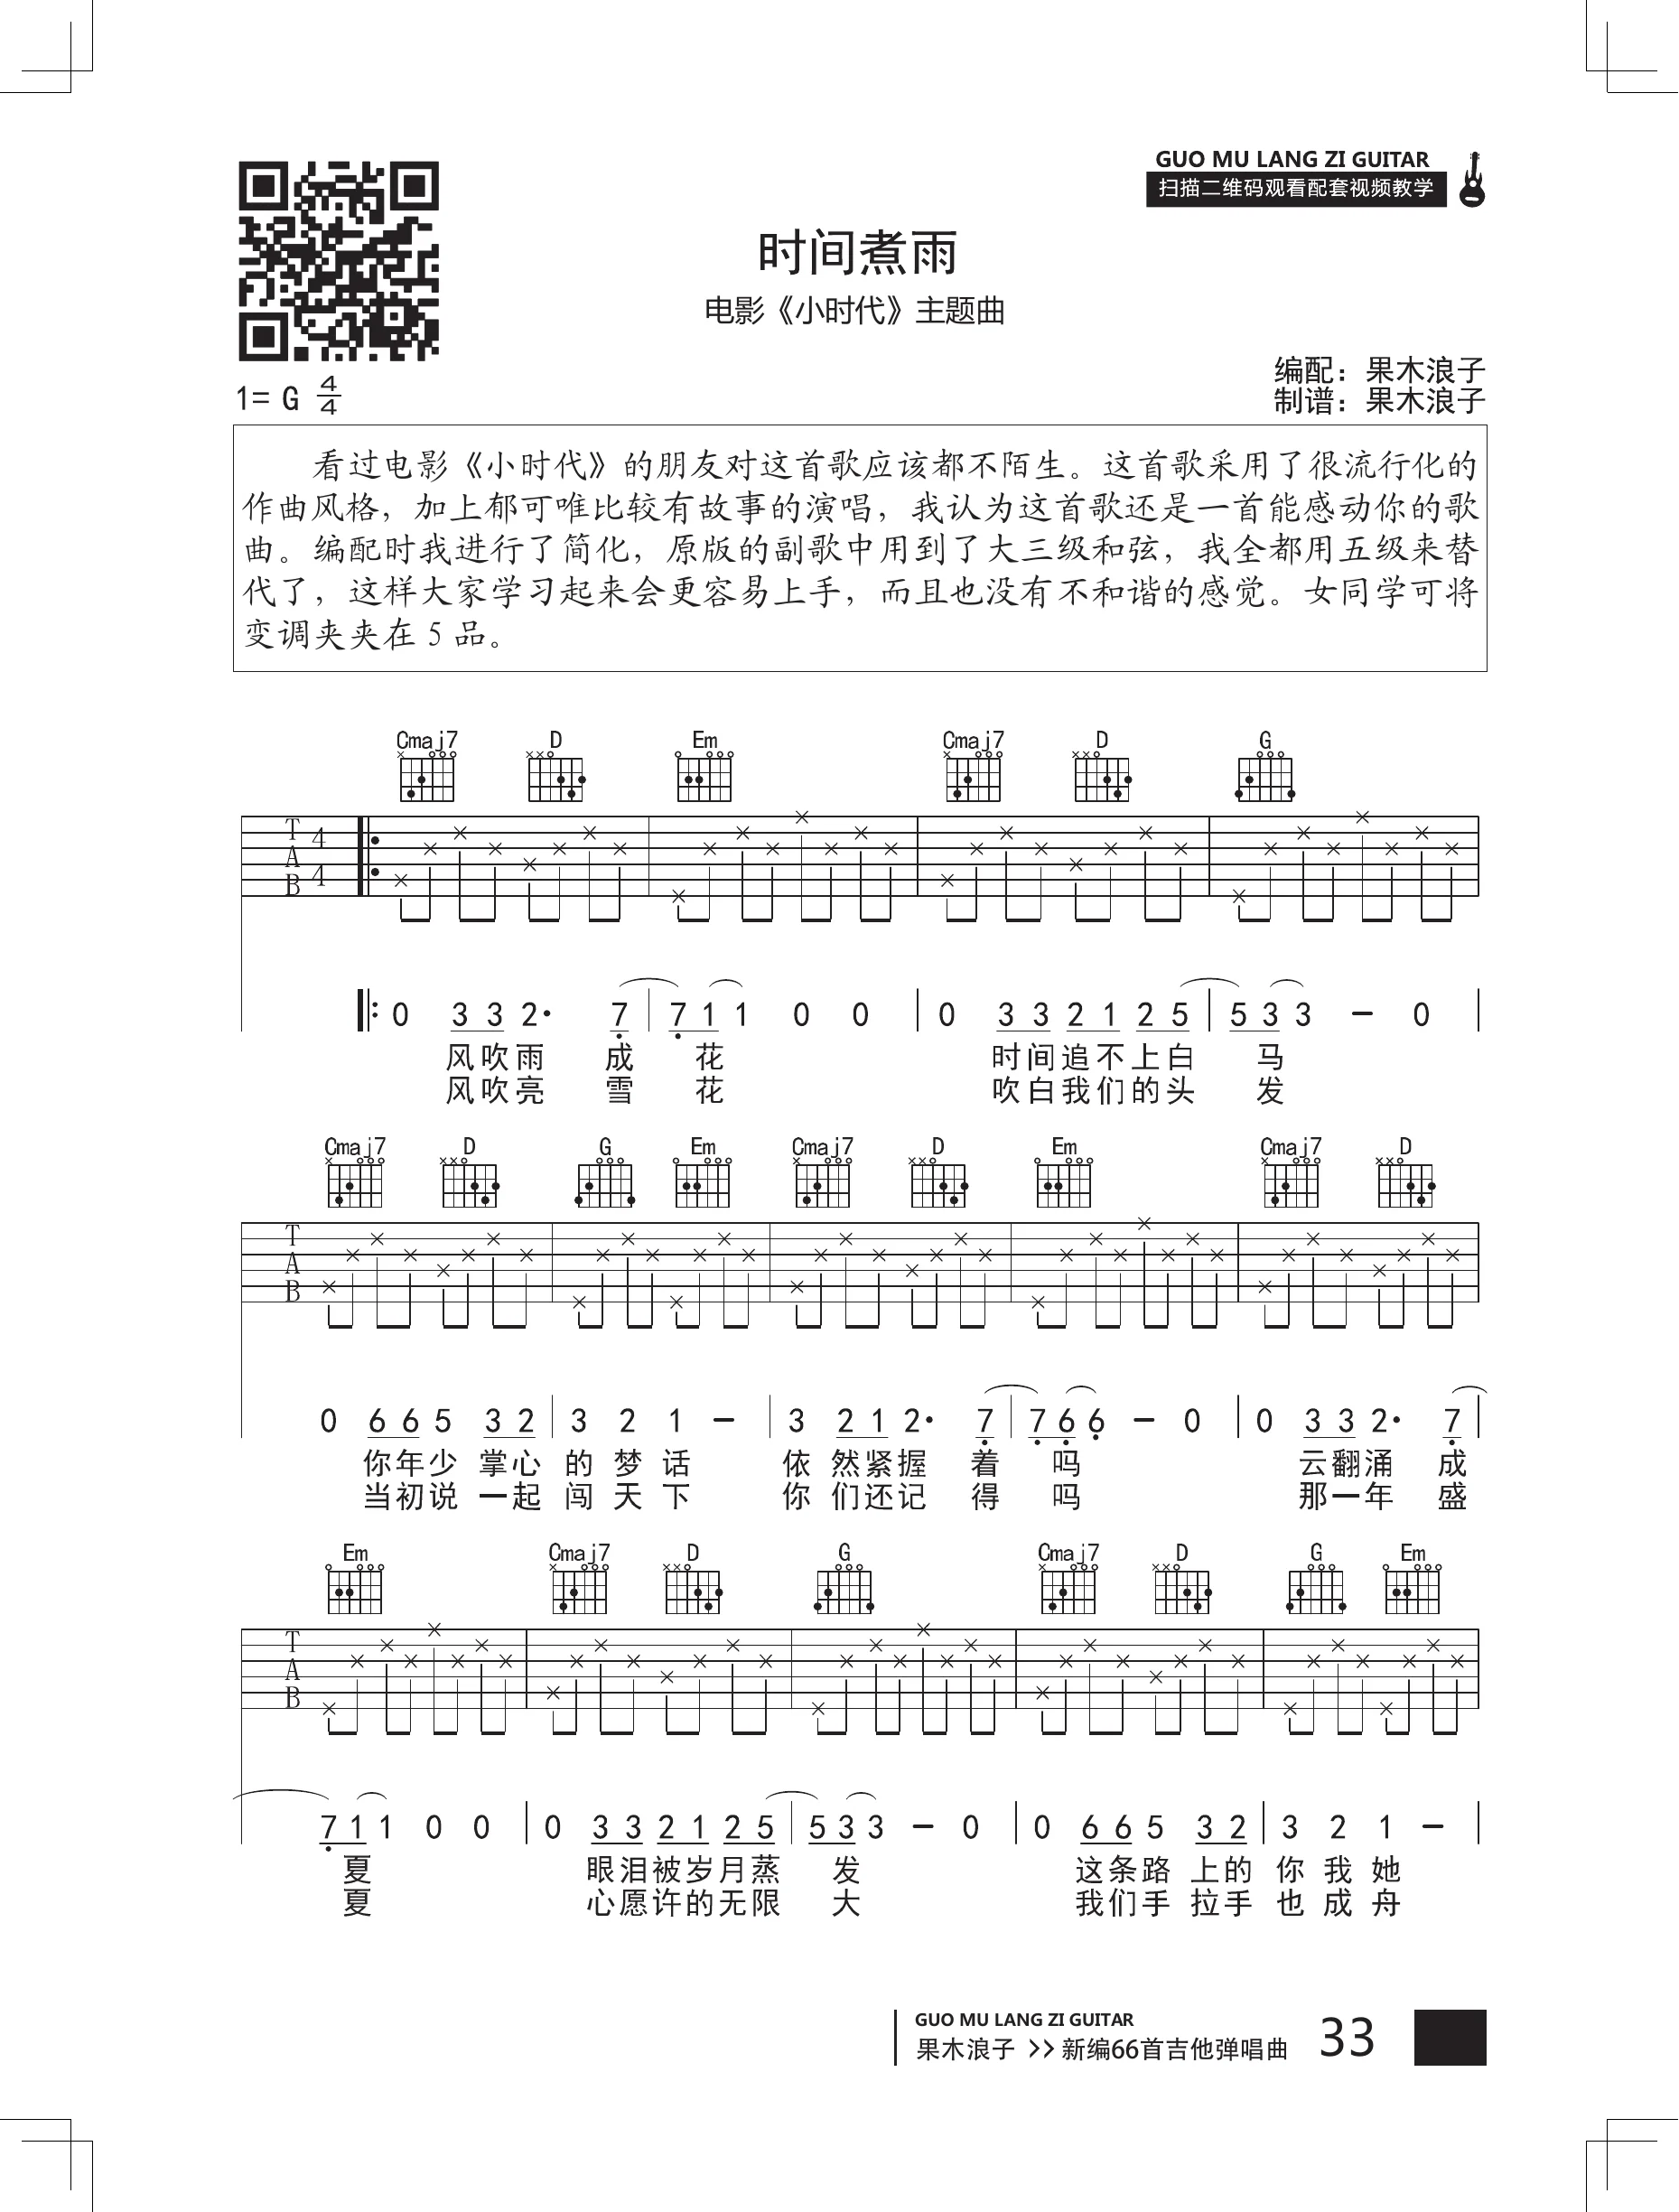 GUO MU LANG ZI GUITAR
扫描二维码观看配套视频教学
时间煮雨
电影《小时代》主题曲
编配：果木浪子
1= G 4/4
制谱：果木浪子
看过电影《小时代》的朋友对这首歌应该都不陌生。这首歌采用了很流行化的
作曲风格，加上郁可唯比较有故事的演唱，我认为这首歌还是一首能感动你的歌
曲。编配时我进行了简化，原版的副歌中用到了大三级和弦，我全都用五级来替
代了，这样大家学习起来会更容易上手，而且也没有不和谐的感觉。女同学可将
变调夹夹在 5 品。
Cmaj7 D Em Cmaj7 D G
T A B 4 4
0 3 3 2· 7 | 7 1 1 0 0 | 0 3 3 2 1 2 5 | 5 3 3 – 0 |
风吹雨 成 花 时间追不上白 马
风吹亮 雪 花 吹白我们的头 发
Cmaj7 D G Em Cmaj7 D Em Cmaj7 D
T A B
0 6 6 5 3 2 | 3 2 1 – | 3 2 1 2· 7 | 7 6 6 – 0 | 0 3 3 2· 7
你年少 掌心 的 梦 话 依 然紧握 着 吗 云翻涌 成
当初说 一起 闯 天 下 你 们还记 得 吗 那一年 盛
Em Cmaj7 D G Cmaj7 D G Em
T A B
7 1 1 0 0 | 0 3 3 2 1 2 5 | 5 3 3 – 0 | 0 6 6 5 3 2 | 3 2 1 – |
夏 眼泪被岁月蒸 发 这条路 上的 你 我 她
夏 心愿许的无限 大 我们手 拉手 也 成 舟
GUO MU LANG ZI GUITAR
果木浪子 >> 新编66首吉他弹唱曲 33